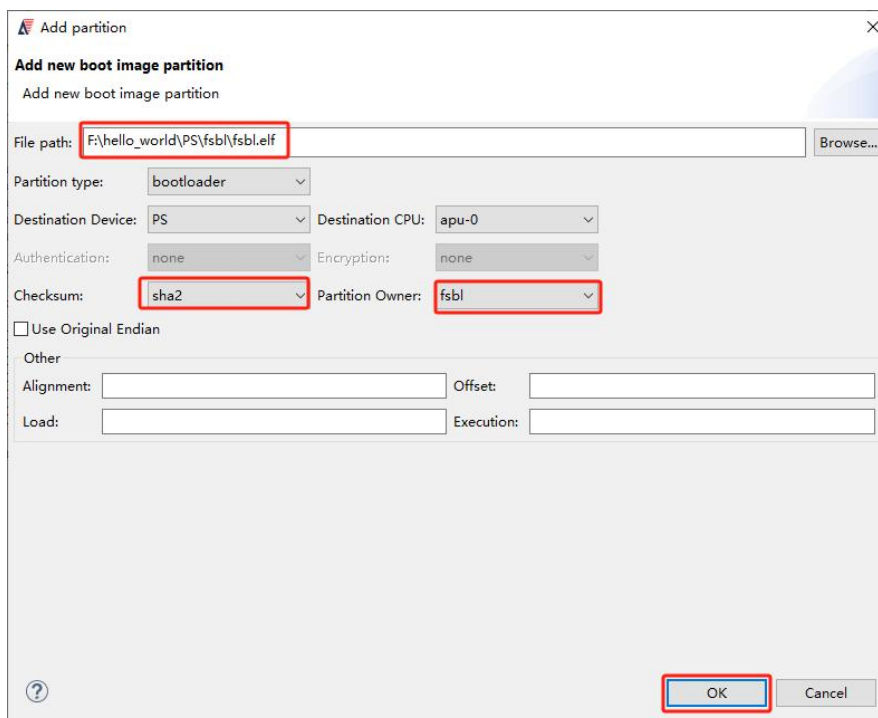 Add partition
Add new boot image partition
Add new boot image partition
File path: F:\hello_world\PS\fsbl\fsbl.elf Browse...
Partition type: bootloader
Destination Device: PS Destination CPU: apu-0
Authentication: none Encryption: none
Checksum: sha2 Partition Owner: fsbl
Use Original Endian
Other
Alignment: Offset:
Load: Execution:
? OK Cancel